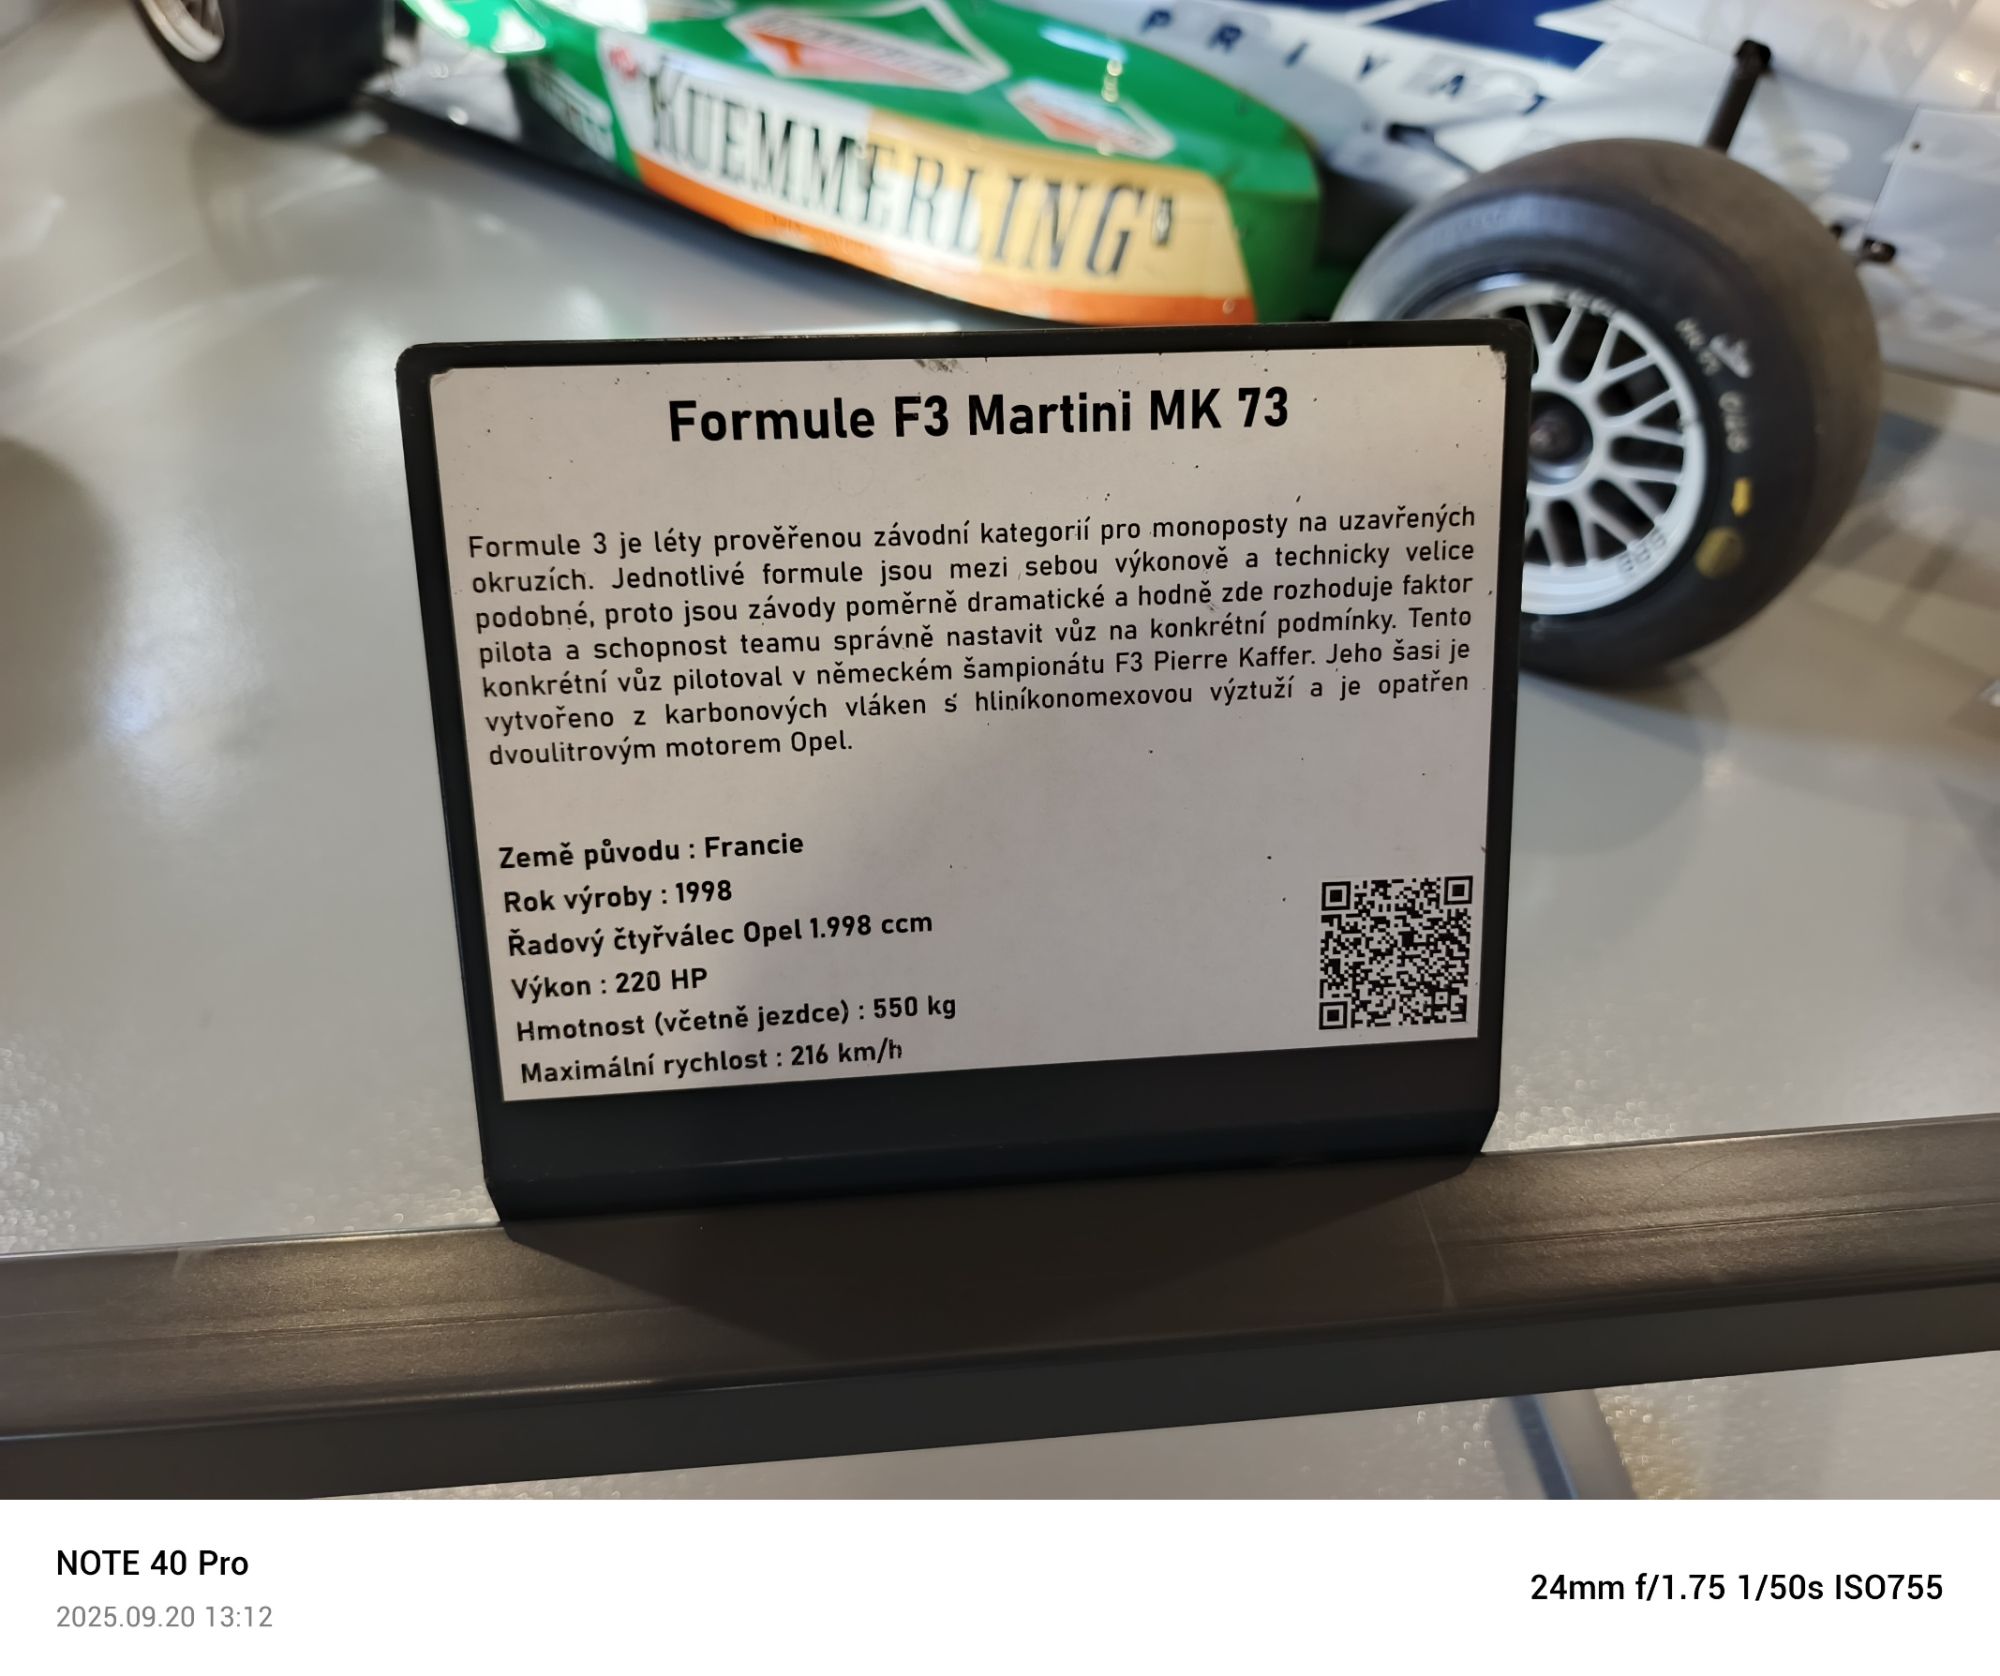 PRIVAT
KUEMMERLING
Formule F3 Martini MK 73
Formule 3 je léty prověřenou závodní kategorií pro monoposty na uzavřených
okruzích. Jednotlivé formule jsou mezi sebou výkonově a technicky velice
podobné, proto jsou závody poměrně dramatické a hodně zde rozhoduje faktor
pilota a schopnost teamu správně nastavit vůz na konkrétní podmínky. Tento
konkrétní vůz pilotoval v německém šampionátu F3 Pierre Kaffer. Jeho šasi je
vytvořeno z karbonových vláken s hliníkonomexovou výztuží a je opatřen
dvoulitrovým motorem Opel.
Země původu : Francie
Rok výroby : 1998
Řadový čtyřválec Opel 1.998 ccm
Výkon : 220 HP
Hmotnost (včetně jezdce) : 550 kg
Maximální rychlost : 216 km/h
NOTE 40 Pro
2025.09.20 13:12
24mm f/1.75 1/50s ISO755